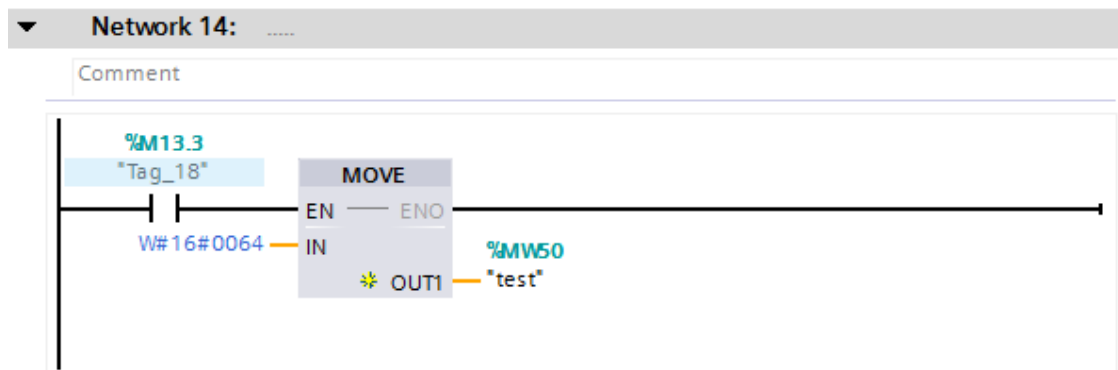 Network 14: .....
Comment
%M13.3
"Tag_18"
MOVE
EN ENO
W#16#0064 IN
%MW50
OUT1 "test"